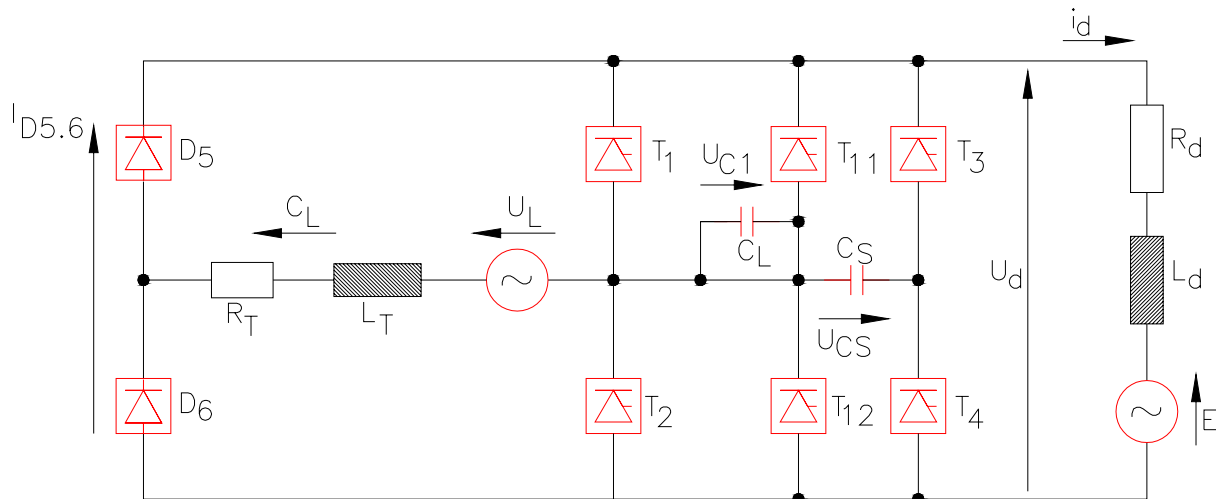 i_d
I_D5.6
D5
T1
U_C1
T11
T3
R_d
C_L
U_L
C_L
C_S
U_d
L_d
R_T
L_T
U_CS
D6
T2
T12
T4
E